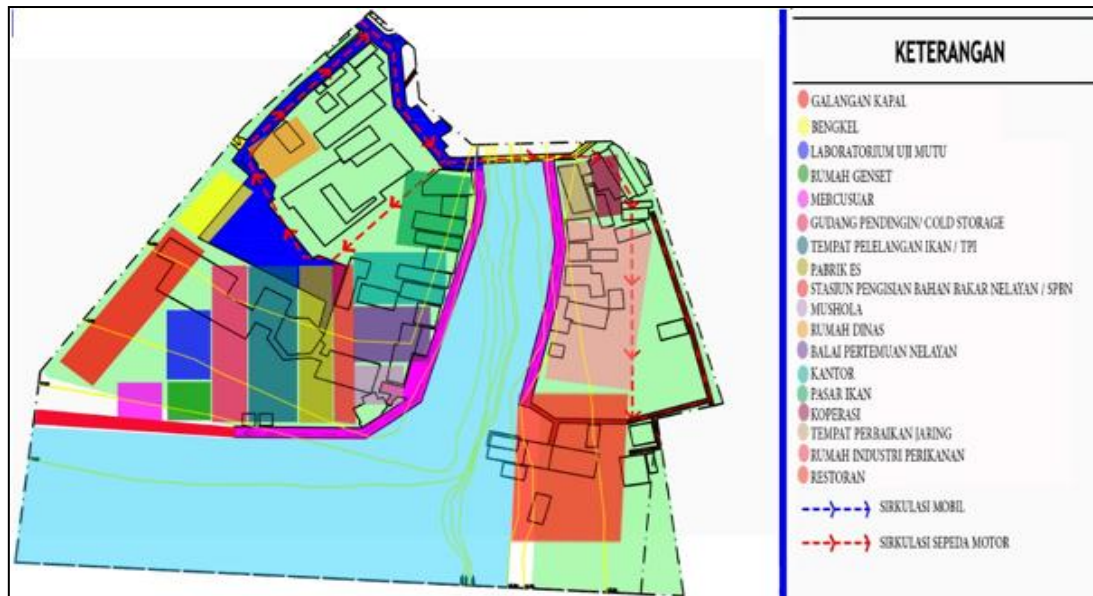 KETERANGAN
GALANGAN KAPAL
BENGKEL
LABORATORIUM UJI MUTU
RUMAH GENSET
MERCUSUAR
GUDANG PENDINGIN/ COLD STORAGE
TEMPAT PELELANGAN IKAN / TPI
PABRIK ES
STASIUN PENGISIAN BAHAN BAKAR NELAYAN / SPBN
MUSHOLA
RUMAH DINAS
BALAI PERTEMUAN NELAYAN
KANTOR
PASAR IKAN
KOPERASI
TEMPAT PERBAIKAN JARING
RUMAH INDUSTRI PERIKANAN
RESTORAN
SIRKULASI MOBIL
SIRKULASI SEPEDA MOTOR